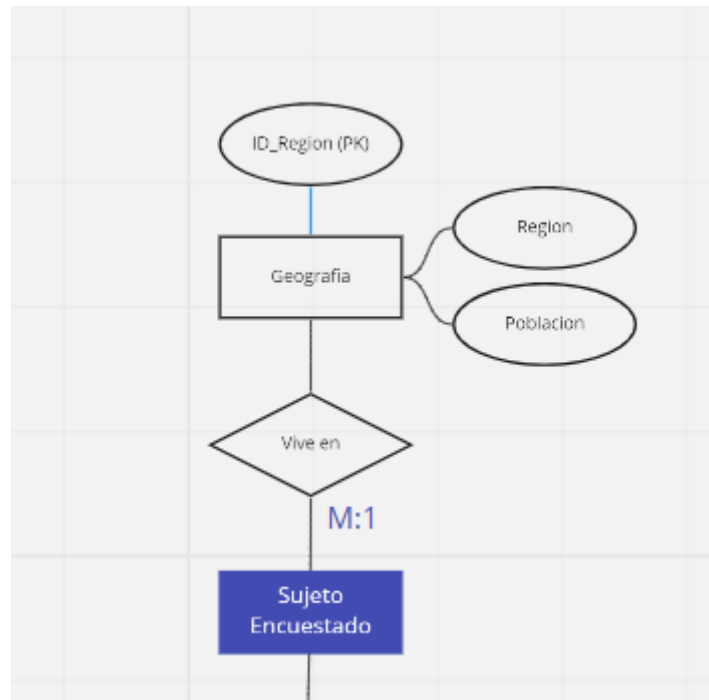 ID_Region (PK)
Region
Geografia
Poblacion
Vive en
M:1
Sujeto
Encuestado